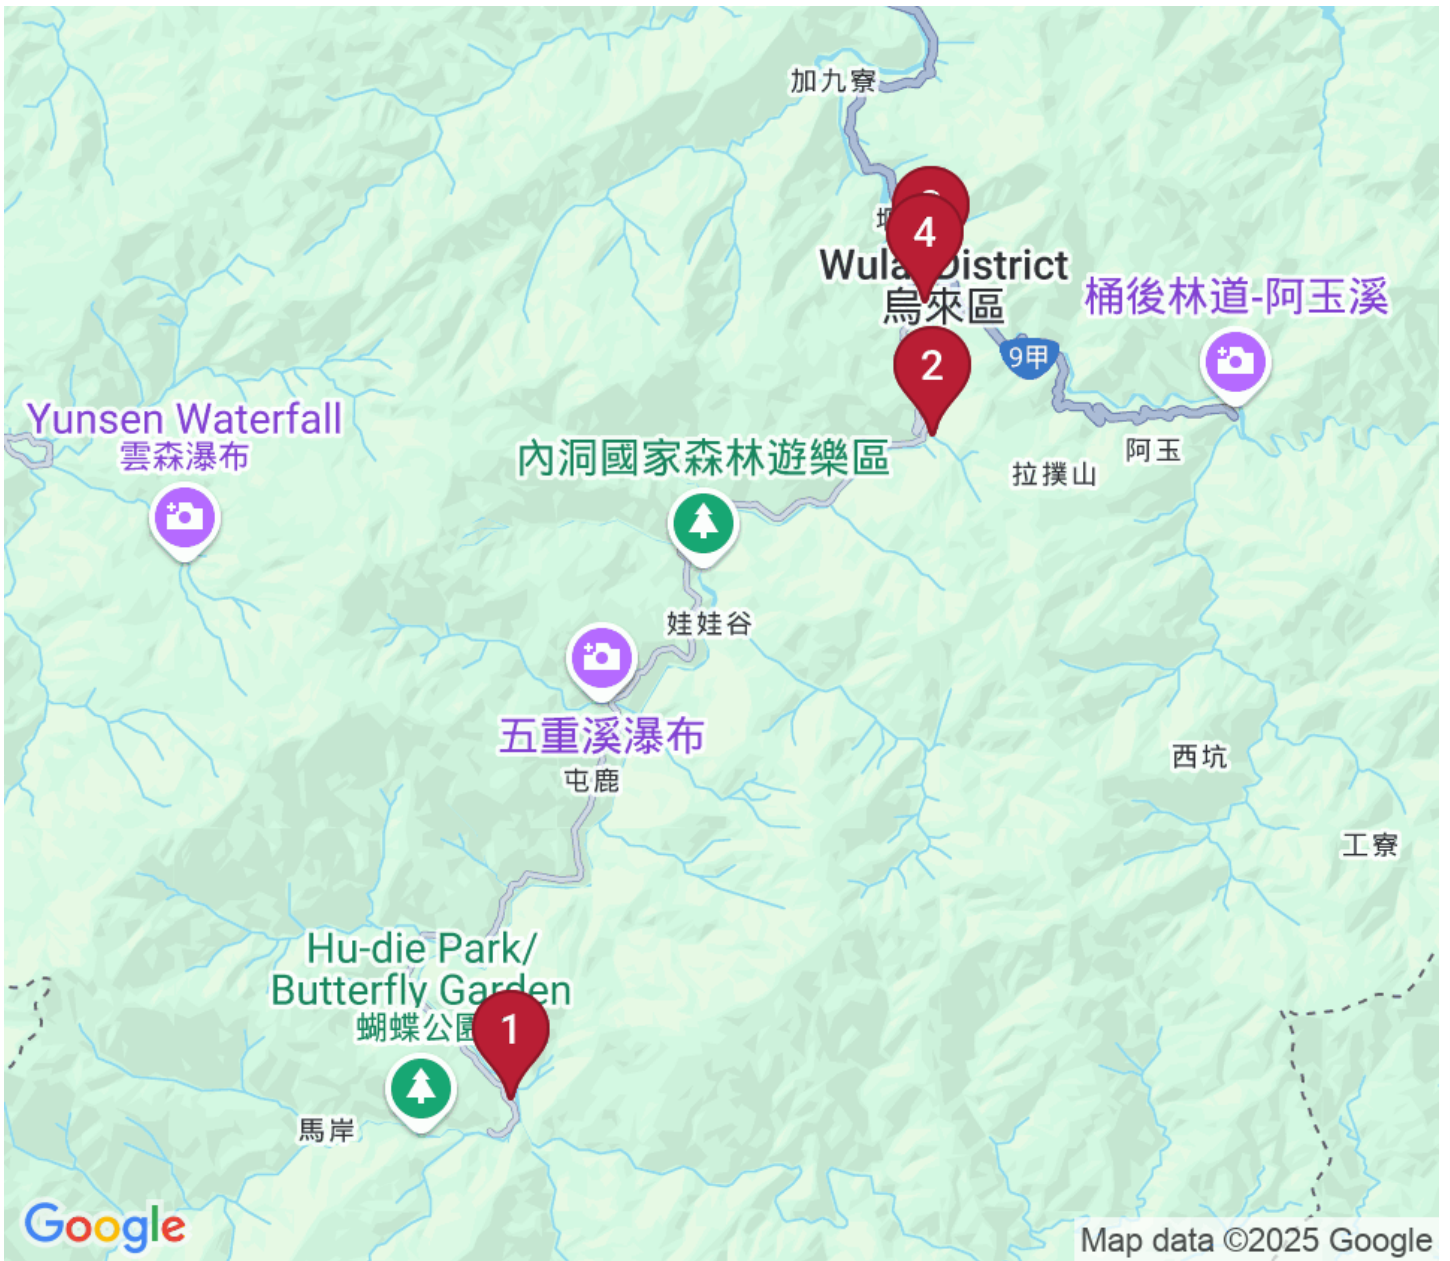 加九寮
4
Wulai District
烏來區
桶後林道-阿玉溪
2
9甲
Yunsen Waterfall
雲森瀑布
內洞國家森林遊樂區
阿玉
拉撲山
娃娃谷
五重溪瀑布
屯鹿
西坑
工寮
Hu-die Park/
Butterfly Garden
蝴蝶公園
1
馬岸
Google
Map data ©2025 Google